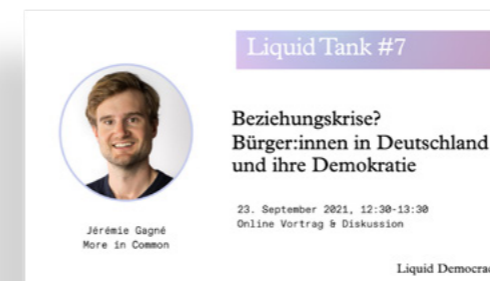 Liquid Tank #7
Beziehungskrise?
Bürger:innen in Deutschland
und ihre Demokratie
23. September 2021, 12:30-13:30
Online Vortrag & Diskussion
Jérémie Gagné
More in Common
Liquid